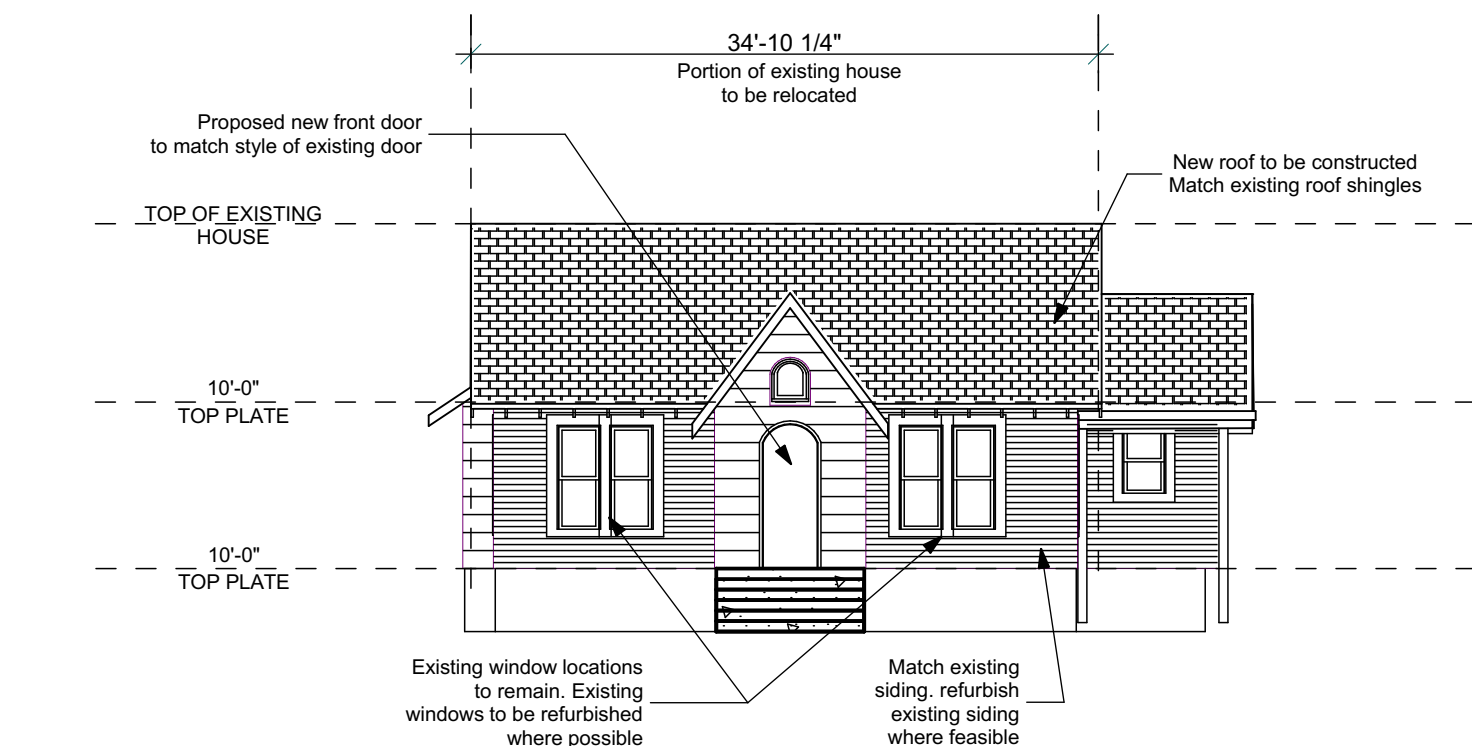 34'-10 1/4"
Portion of existing house
to be relocated
Proposed new front door
to match style of existing door
New roof to be constructed
Match existing roof shingles
TOP OF EXISTING
HOUSE
10'-0"
TOP PLATE
10'-0"
TOP PLATE
Existing window locations
to remain. Existing
windows to be refurbished
where possible
Match existing
siding. refurbish
existing siding
where feasible